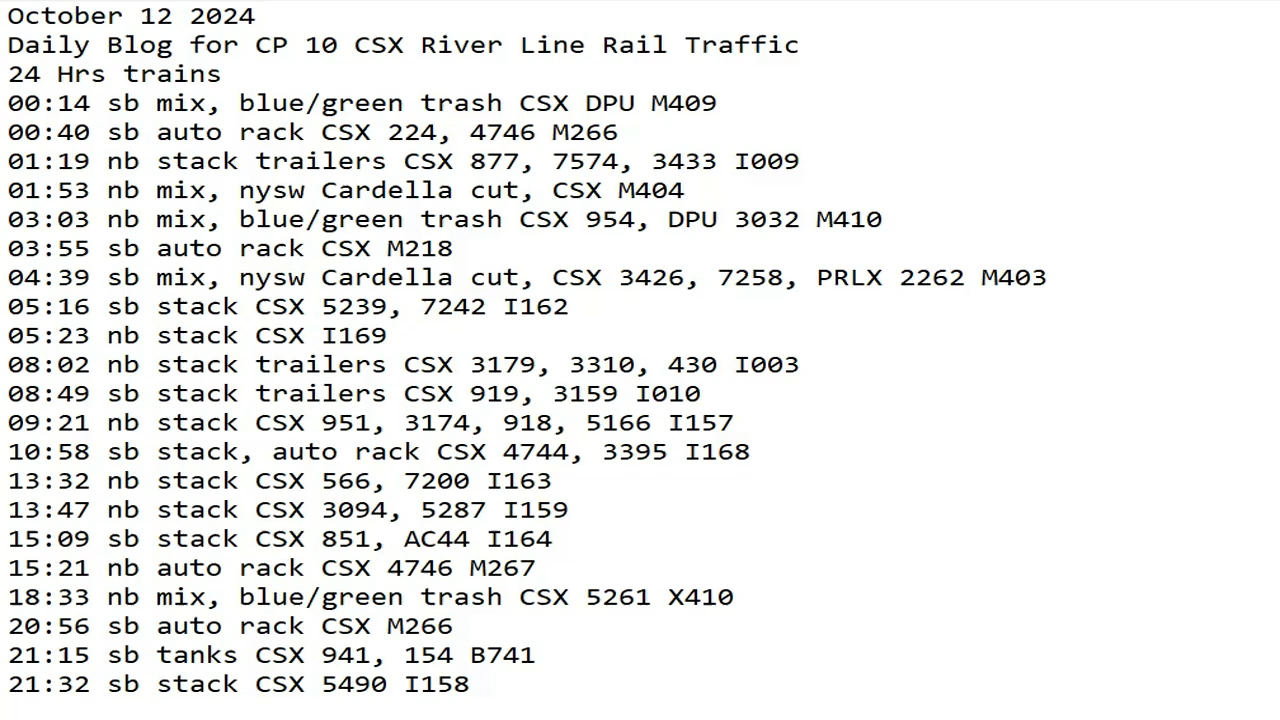 October 12 2024
Daily Blog for CP 10 CSX River Line Rail Traffic
24 Hrs trains
00:14 sb mix, blue/green trash CSX DPU M409
00:40 sb auto rack CSX 224, 4746 M266
01:19 nb stack trailers CSX 877, 7574, 3433 I009
01:53 nb mix, nysw Cardella cut, CSX M404
03:03 nb mix, blue/green trash CSX 954, DPU 3032 M410
03:55 sb auto rack CSX M218
04:39 sb mix, nysw Cardella cut, CSX 3426, 7258, PRLX 2262 M403
05:16 sb stack CSX 5239, 7242 I162
05:23 nb stack CSX I169
08:02 nb stack trailers CSX 3179, 3310, 430 I003
08:49 sb stack trailers CSX 919, 3159 I010
09:21 nb stack CSX 951, 3174, 918, 5166 I157
10:58 sb stack, auto rack CSX 4744, 3395 I168
13:32 nb stack CSX 566, 7200 I163
13:47 nb stack CSX 3094, 5287 I159
15:09 sb stack CSX 851, AC44 I164
15:21 nb auto rack CSX 4746 M267
18:33 nb mix, blue/green trash CSX 5261 X410
20:56 sb auto rack CSX M266
21:15 sb tanks CSX 941, 154 B741
21:32 sb stack CSX 5490 I158